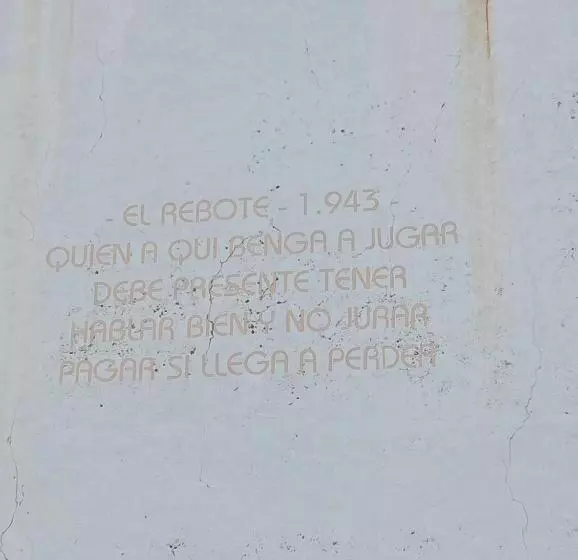 - EL REBOTE - 1.943 -
QUIEN A QUI BENGA A JUGAR
DEBE PRESENTE TENER
HABLAR BIEN Y NO JURAR
PAGAR SI LLEGA A PERDER